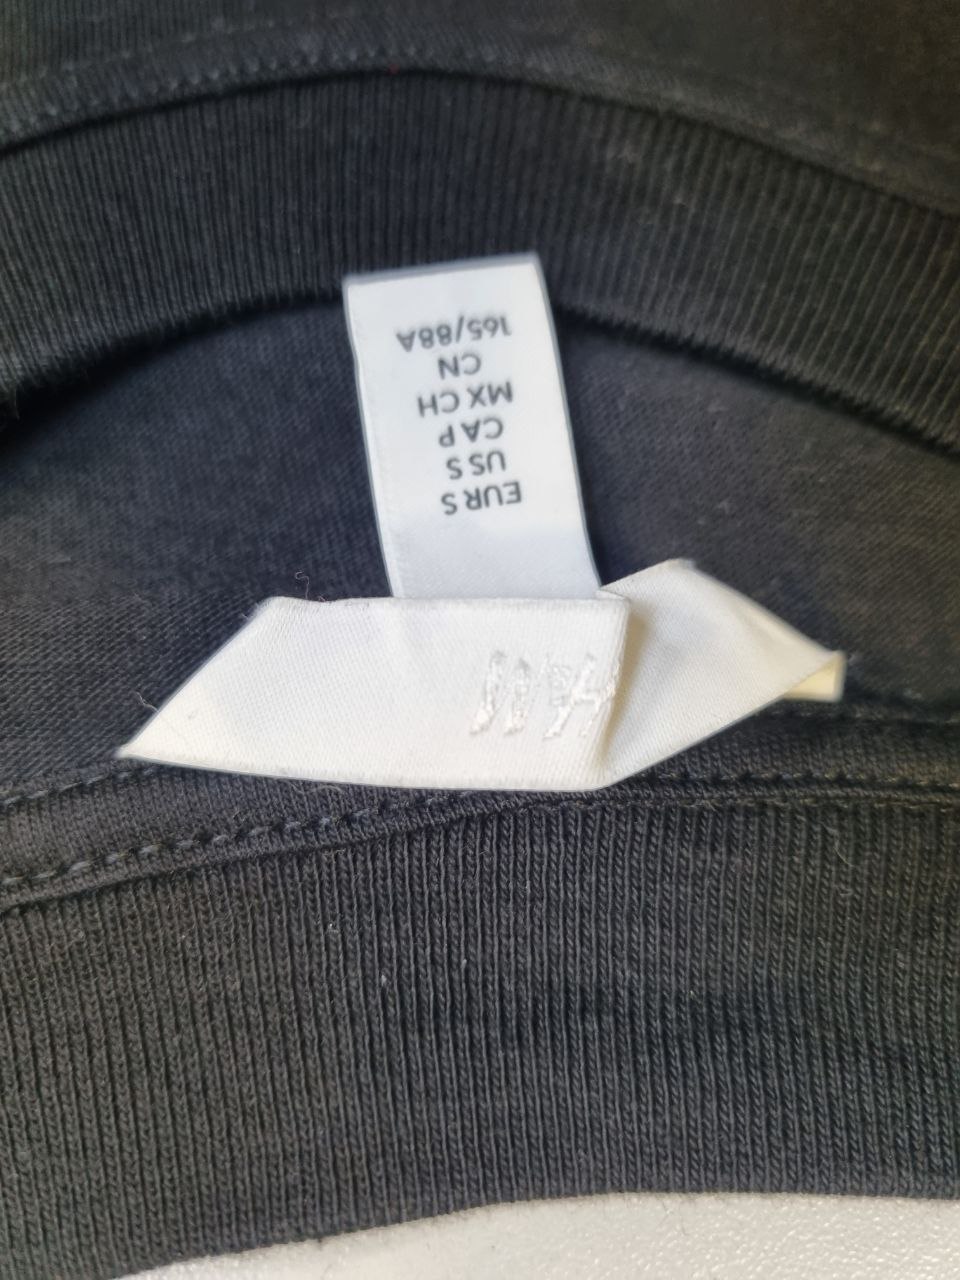 EUR S
US S
CA P
MX CH
CN
165/88A